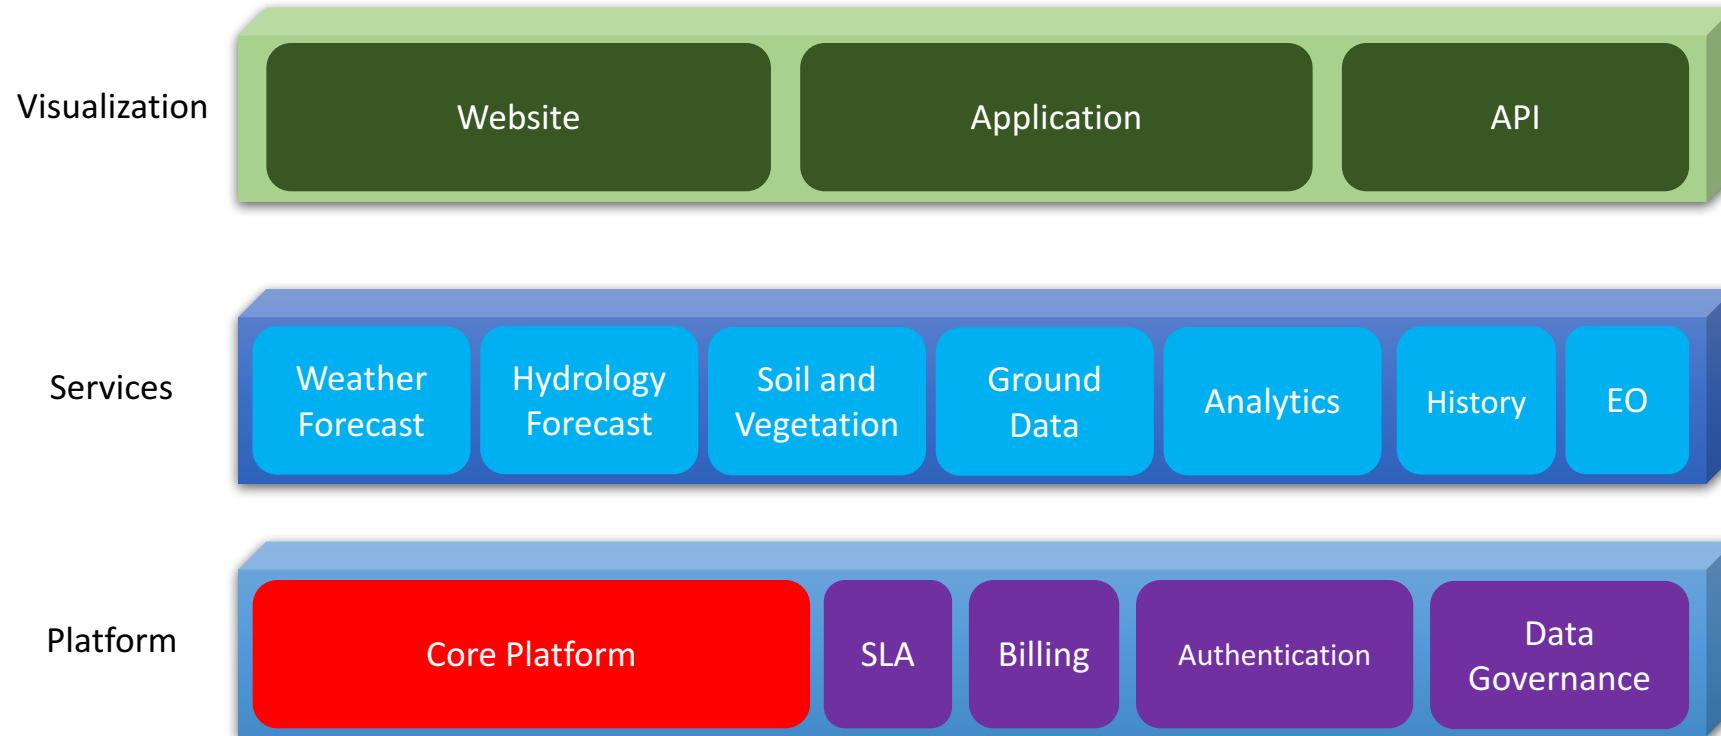 Visualization
Website
Application
API
Services
Weather
Forecast
Hydrology
Forecast
Soil and
Vegetation
Ground
Data
Analytics
History
EO
Platform
Core Platform
SLA
Billing
Authentication
Data
Governance